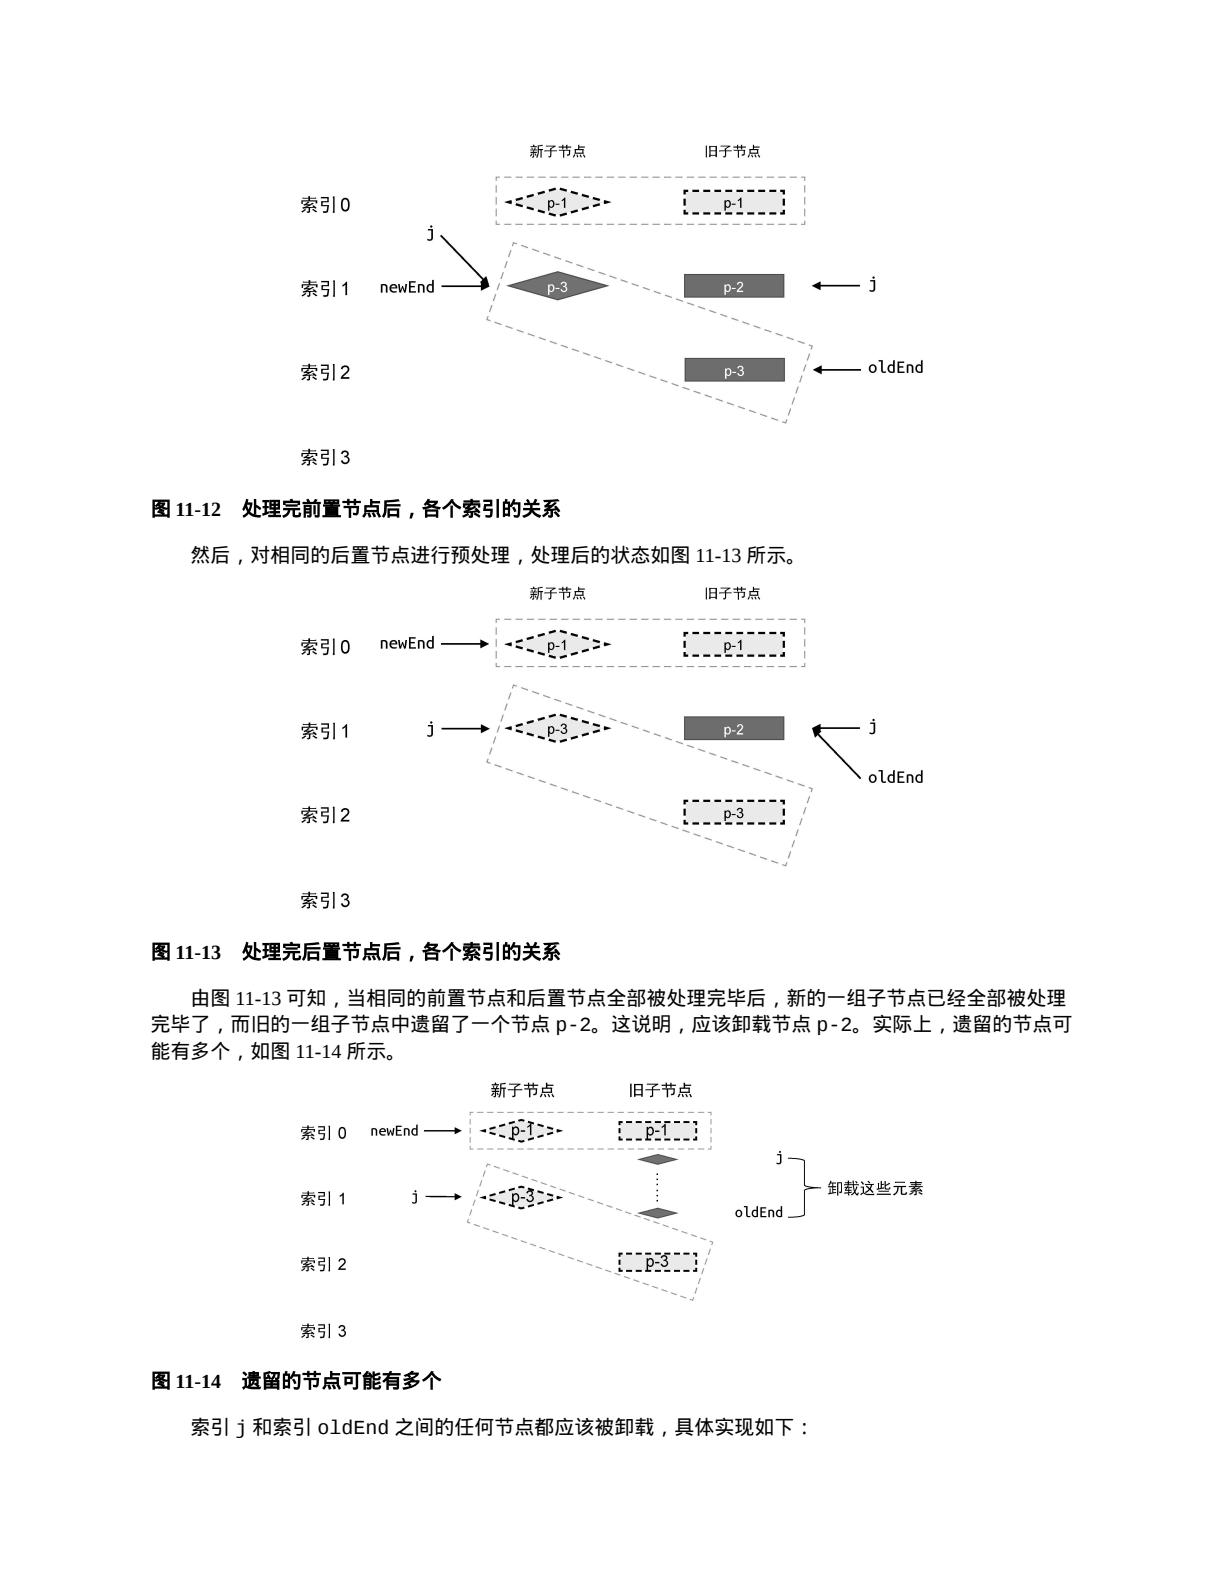 新子节点 旧子节点
索引0 p-1 p-1
j
索引1 newEnd p-3 p-2 j
索引2 p-3 oldEnd
索引3
图 11-12 处理完前置节点后，各个索引的关系
然后，对相同的后置节点进行预处理，处理后的状态如图 11-13 所示。
新子节点 旧子节点
索引0 newEnd p-1 p-1
索引1 j p-3 p-2 j
oldEnd
索引2 p-3
索引3
图 11-13 处理完后置节点后，各个索引的关系
由图 11-13 可知，当相同的前置节点和后置节点全部被处理完毕后，新的一组子节点已经全部被处理
完毕了，而旧的一组子节点中遗留了一个节点 p-2。这说明，应该卸载节点 p-2。实际上，遗留的节点可
能有多个，如图 11-14 所示。
新子节点 旧子节点
索引 0 newEnd p-1 p-1
j
卸载这些元素
索引 1 j p-3
oldEnd
索引 2 p-3
索引 3
图 11-14 遗留的节点可能有多个
索引 j 和索引 oldEnd 之间的任何节点都应该被卸载，具体实现如下：